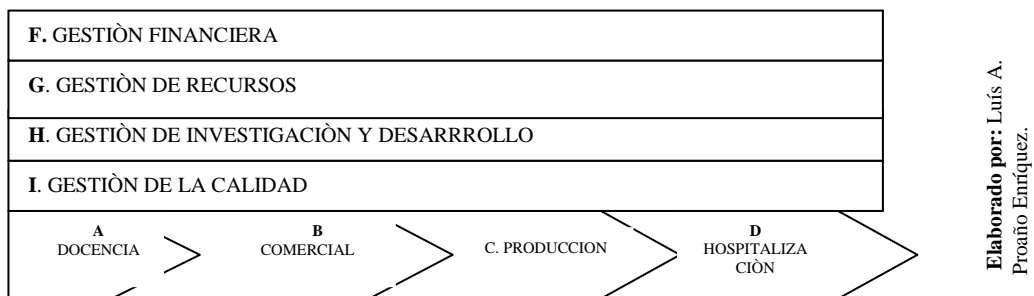 F. GESTIÒN FINANCIERA
G. GESTIÒN DE RECURSOS
H. GESTIÒN DE INVESTIGACIÒN Y DESARRROLLO
I. GESTIÒN DE LA CALIDAD
A
DOCENCIA
B
COMERCIAL
C. PRODUCCION
D
HOSPITALIZA
CIÒN
Elaborado por: Luís A.
Proaño Enríquez.